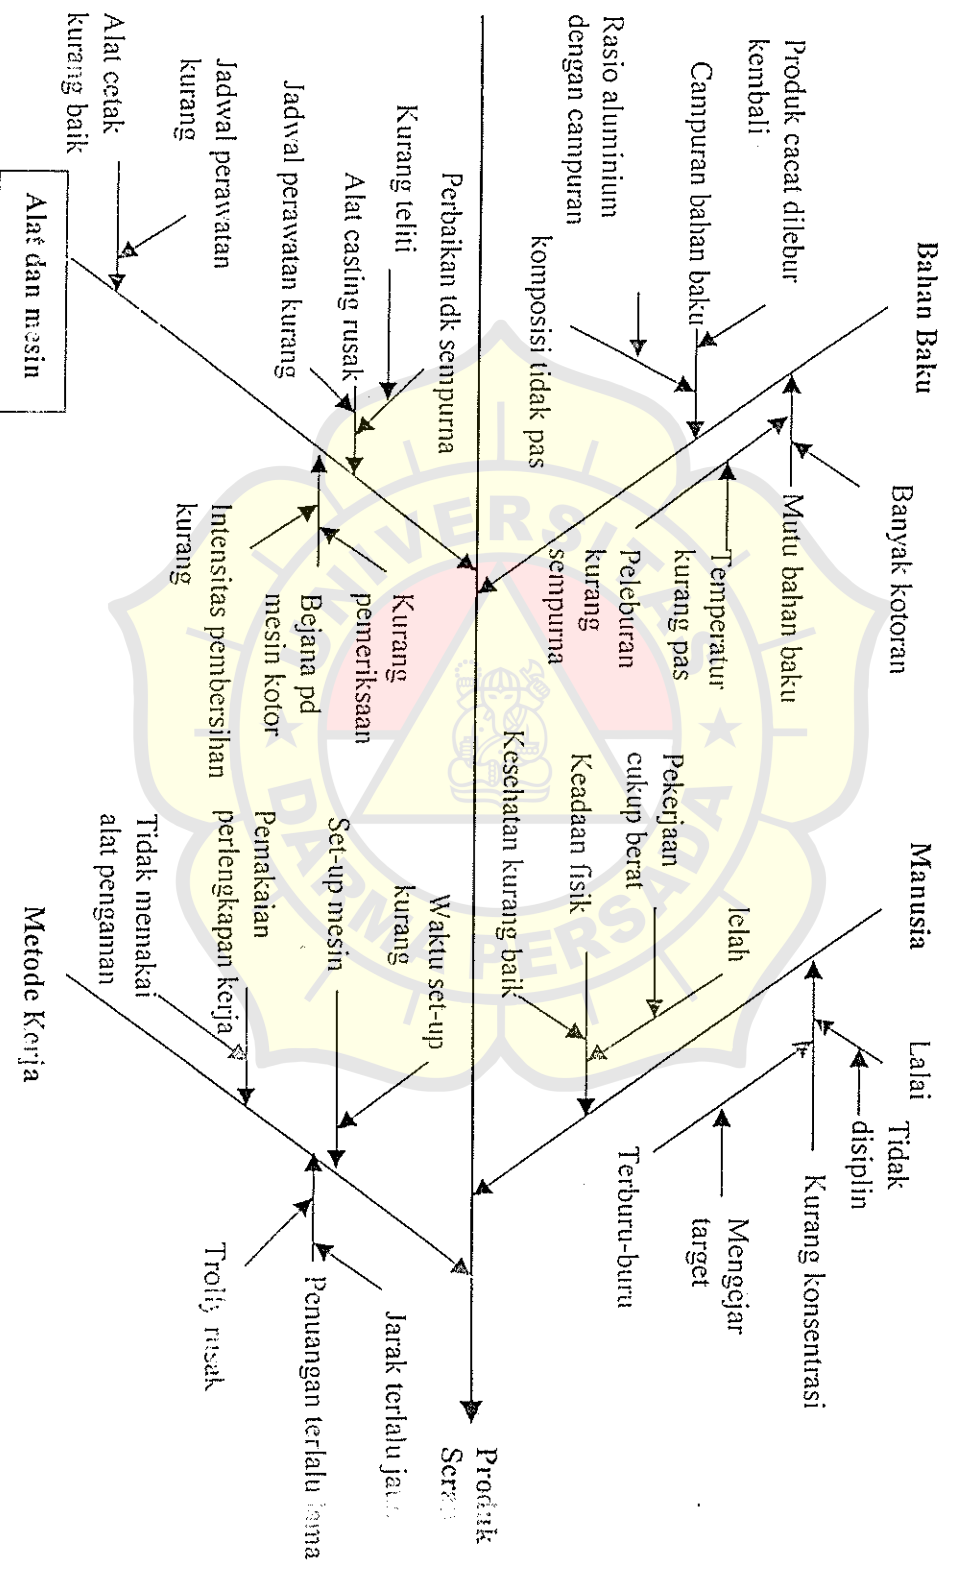 Bahan Baku
Produk cacat dilebur
kembali
Campuran bahan baku
Rasio aluminium
dengan campuran
komposisi tidak pas
Banyak kotoran
Mutu bahan baku
Temperatur
kurang pas
Peleburan
kurang
sempurna
Manusia
lelah
Pekerjaan
cukup berat
Keadaan fisik
Kesehatan kurang baik
Lalai
Tidak
disiplin
Kurang konsentrasi
Mengejar
target
Terburu-buru
Produk
Perbaikan tdk sempurna
Kurang teliti
Alat casting rusak
Jadwal perawatan kurang
Jadwal perawatan
kurang
Alat cetak
kurang baik
Alat dan mesin
Kurang
pemeriksaan
Bejana pd
mesin kotor
Intensitas pembersihan
kurang
Waktu set-up
kurang
Set-up mesin
Pemakaian
perlengkapan kerja
Tidak memakai
alat pengaman
Metode Kerja
Jarak terlalu
Penuangan terlalu lama
Trolly rusak
UNIVERSITAS
DARMA PERSADA